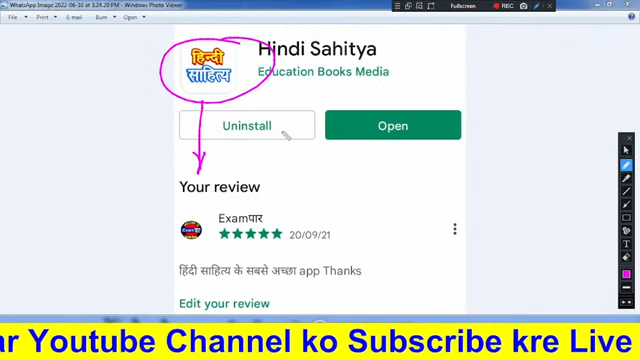 WhatsApp Image 2022-06-10 at 3.24.20 PM - Windows Photo Viewer
Fullscreen
REC
File
Print
E-mail
Burn
Open
हिन्दी
साहित्य
Hindi Sahitya
Education Books Media
Uninstall
Open
Your review
Examपार
20/09/21
हिंदी साहित्य के सबसे अच्छा app Thanks
Edit your review
ar Youtube Channel ko Subscribe kre Live